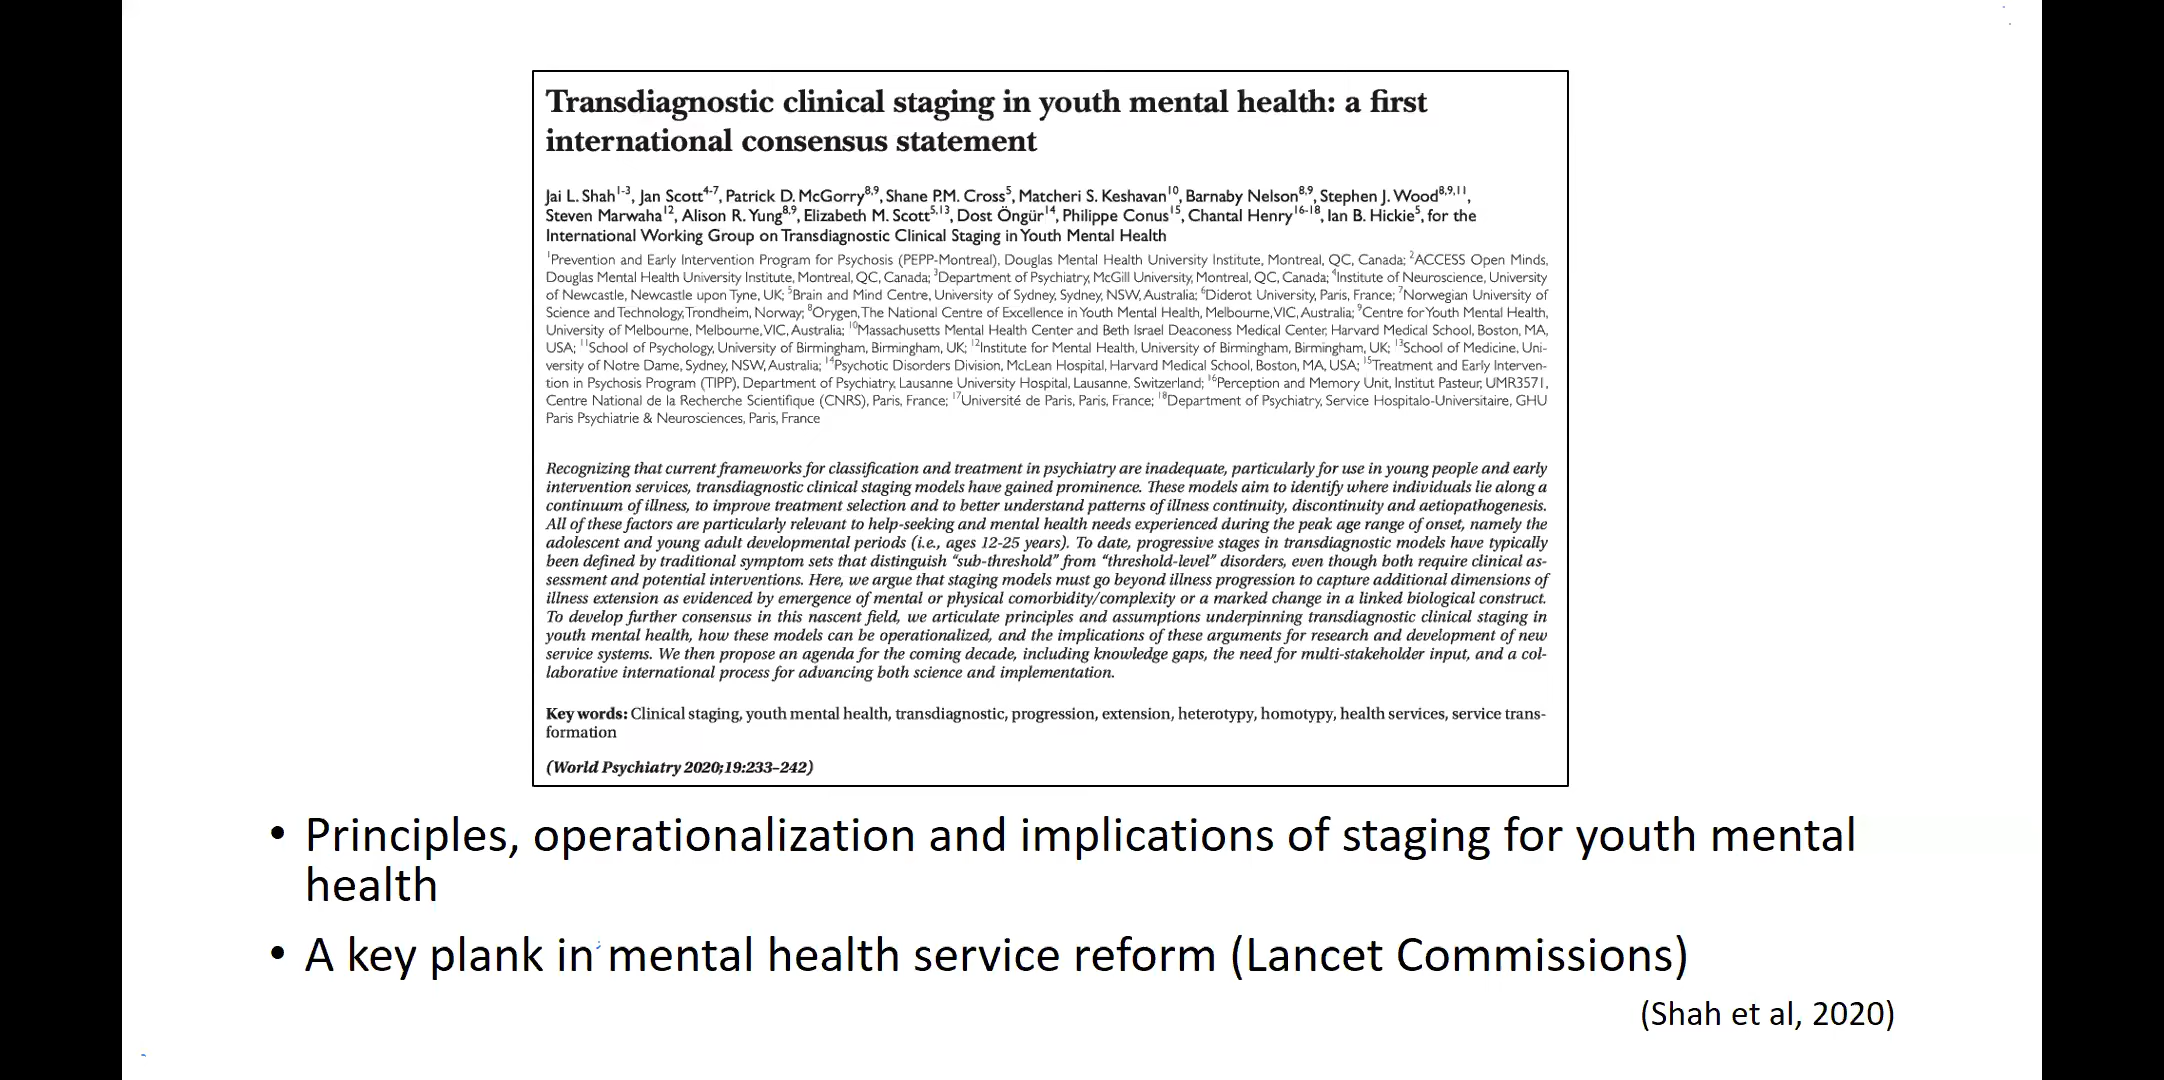 Transdiagnostic clinical staging in youth mental health: a first
international consensus statement
Jai L. Shah1-3, Jan Scott4-7, Patrick D. McGorry8,9, Shane P.M. Cross5, Matcheri S. Keshavan10, Barnaby Nelson8,9, Stephen J. Wood8,9,11,
Steven Marwaha12, Alison R. Yung8,9, Elizabeth M. Scott5,13, Dost Öngür14, Philippe Conus15, Chantal Henry16-18, Ian B. Hickie5, for the
International Working Group on Transdiagnostic Clinical Staging in Youth Mental Health
1Prevention and Early Intervention Program for Psychosis (PEPP-Montreal), Douglas Mental Health University Institute, Montreal, QC, Canada; 2ACCESS Open Minds,
Douglas Mental Health University Institute, Montreal, QC, Canada; 3Department of Psychiatry, McGill University, Montreal, QC, Canada; 4Institute of Neuroscience, University
of Newcastle, Newcastle upon Tyne, UK; 5Brain and Mind Centre, University of Sydney, Sydney, NSW, Australia; 6Diderot University, Paris, France; 7Norwegian University of
Science and Technology, Trondheim, Norway; 8Orygen, The National Centre of Excellence in Youth Mental Health, Melbourne, VIC, Australia; 9Centre for Youth Mental Health,
University of Melbourne, Melbourne, VIC, Australia; 10Massachusetts Mental Health Center and Beth Israel Deaconess Medical Center, Harvard Medical School, Boston, MA,
USA; 11School of Psychology, University of Birmingham, Birmingham, UK; 12Institute for Mental Health, University of Birmingham, Birmingham, UK; 13School of Medicine, Uni-
versity of Notre Dame, Sydney, NSW, Australia; 14Psychotic Disorders Division, McLean Hospital, Harvard Medical School, Boston, MA, USA; 15Treatment and Early Interven-
tion in Psychosis Program (TIPP), Department of Psychiatry, Lausanne University Hospital, Lausanne, Switzerland; 16Perception and Memory Unit, Institut Pasteur, UMR3571,
Centre National de la Recherche Scientifique (CNRS), Paris, France; 17Université de Paris, Paris, France; 18Department of Psychiatry, Service Hospitalo-Universitaire, GHU
Paris Psychiatrie & Neurosciences, Paris, France
Recognizing that current frameworks for classification and treatment in psychiatry are inadequate, particularly for use in young people and early
intervention services, transdiagnostic clinical staging models have gained prominence. These models aim to identify where individuals lie along a
continuum of illness, to improve treatment selection and to better understand patterns of illness continuity, discontinuity and aetiopathogenesis.
All of these factors are particularly relevant to help-seeking and mental health needs experienced during the peak age range of onset, namely the
adolescent and young adult developmental periods (i.e., ages 12-25 years). To date, progressive stages in transdiagnostic models have typically
been defined by traditional symptom sets that distinguish “sub-threshold” from “threshold-level” disorders, even though both require clinical as-
sessment and potential interventions. Here, we argue that staging models must go beyond illness progression to capture additional dimensions of
illness extension as evidenced by emergence of mental or physical comorbidity/complexity or a marked change in a linked biological construct.
To develop further consensus in this nascent field, we articulate principles and assumptions underpinning transdiagnostic clinical staging in
youth mental health, how these models can be operationalized, and the implications of these arguments for research and development of new
service systems. We then propose an agenda for the coming decade, including knowledge gaps, the need for multi-stakeholder input, and a col-
laborative international process for advancing both science and implementation.
Key words: Clinical staging, youth mental health, transdiagnostic, progression, extension, heterotypy, homotypy, health services, service trans-
formation
(World Psychiatry 2020;19:233–242)
• Principles, operationalization and implications of staging for youth mental
health
• A key plank in mental health service reform (Lancet Commissions)
(Shah et al, 2020)